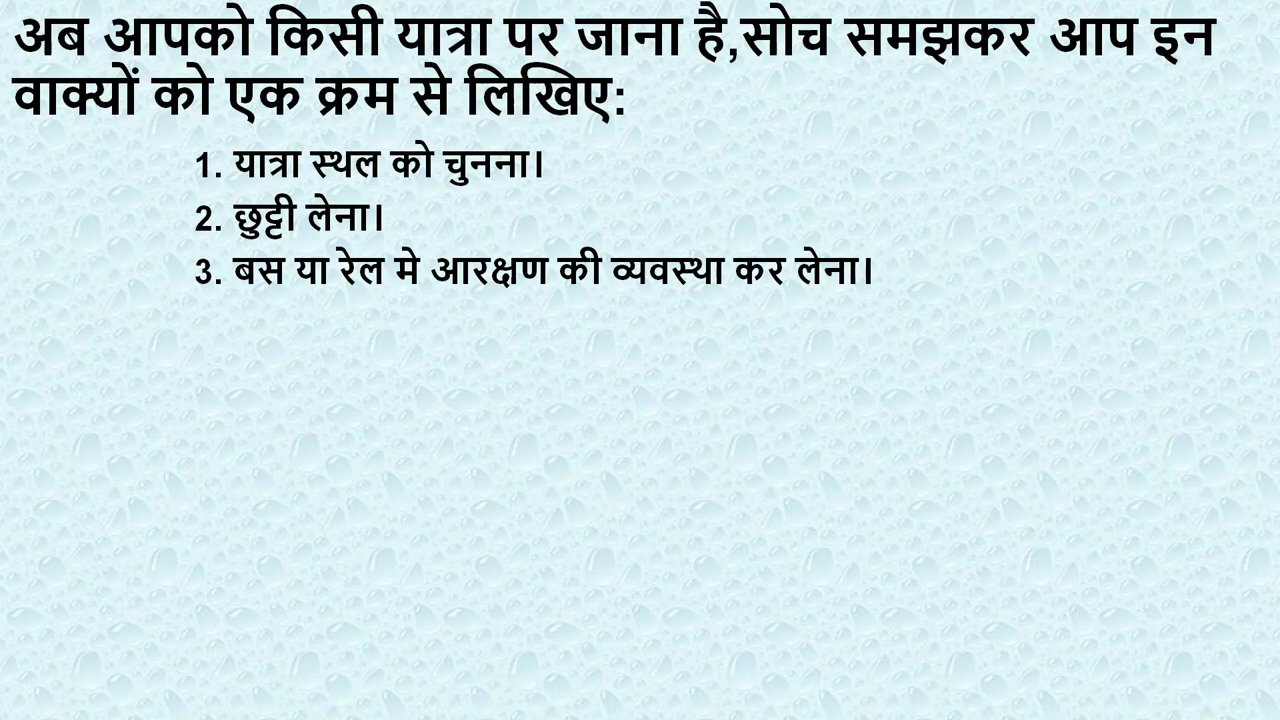 अब आपको किसी यात्रा पर जाना है,सोच समझकर आप इन
वाक्यों को एक क्रम से लिखिए:
1. यात्रा स्थल को चुनना।
2. छुट्टी लेना।
3. बस या रेल मे आरक्षण की व्यवस्था कर लेना।